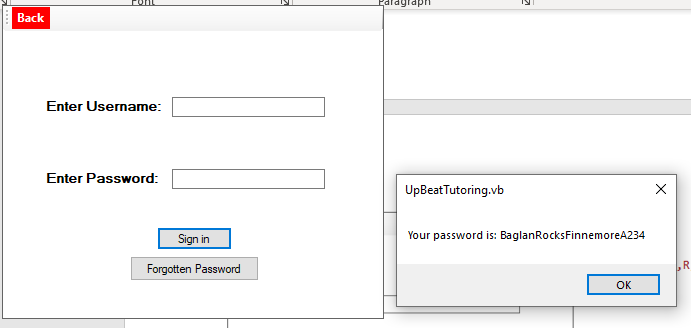 Font
Paragraph
Back
Enter Username:
Enter Password:
Sign in
Forgotten Password
UpBeatTutoring.vb
Your password is: BaglanRocksFinnemoreA234
OK
,R